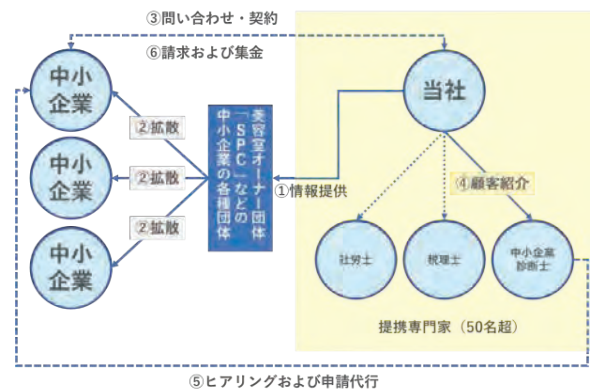 ③問い合わせ・契約
⑥請求および集金
中小
企業
中小
企業
中小
企業
②拡散
②拡散
②拡散
美容室オーナー団体
「SPC」などの
中小企業の各種団体
①情報提供
当社
④顧客紹介
社労士
税理士
中小企業
診断士
提携専門家（50名超）
⑤ヒアリングおよび申請代行